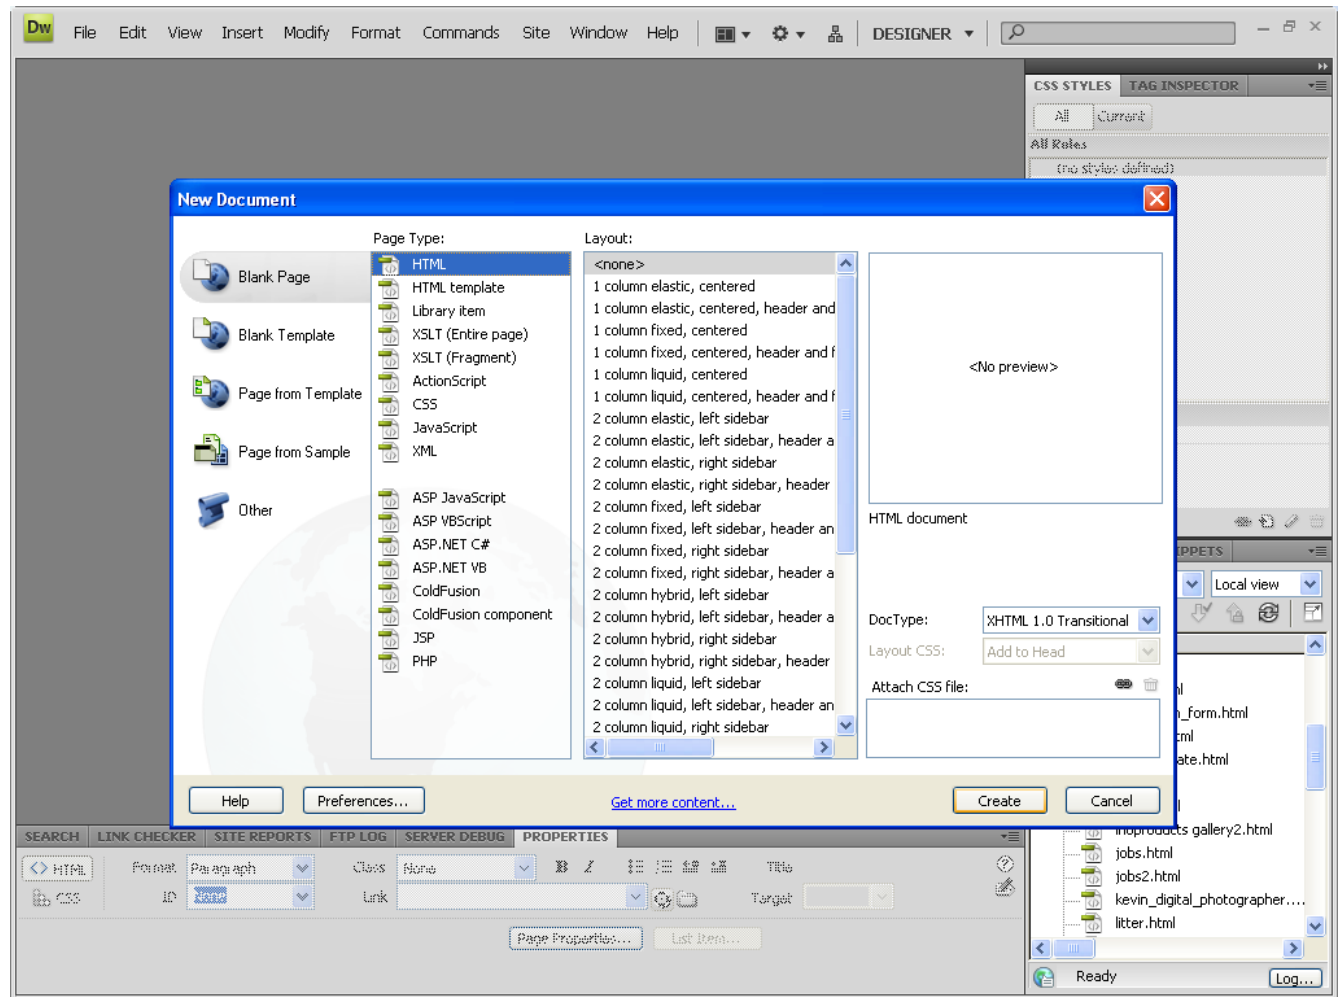 Dw File Edit View Insert Modify Format Commands Site Window Help DESIGNER
CSS STYLES TAG INSPECTOR
All Current
All Rules
(no styles defined)
New Document
Page Type: Layout:
Blank Page
Blank Template
Page from Template
Page from Sample
Other
HTML
HTML template
Library item
XSLT (Entire page)
XSLT (Fragment)
ActionScript
CSS
JavaScript
XML
ASP JavaScript
ASP VBScript
ASP.NET C#
ASP.NET VB
ColdFusion
ColdFusion component
JSP
PHP
<none>
1 column elastic, centered
1 column elastic, centered, header and
1 column fixed, centered
1 column fixed, centered, header and f
1 column liquid, centered
1 column liquid, centered, header and f
2 column elastic, left sidebar
2 column elastic, left sidebar, header a
2 column elastic, right sidebar
2 column elastic, right sidebar, header
2 column fixed, left sidebar
2 column fixed, left sidebar, header an
2 column fixed, right sidebar
2 column fixed, right sidebar, header a
2 column hybrid, left sidebar
2 column hybrid, left sidebar, header a
2 column hybrid, right sidebar
2 column hybrid, right sidebar, header
2 column liquid, left sidebar
2 column liquid, left sidebar, header an
2 column liquid, right sidebar
<No preview>
HTML document
DocType: XHTML 1.0 Transitional
Layout CSS: Add to Head
Attach CSS file:
Help Preferences... Get more content... Create Cancel
IPPETS
Local view
n_form.html
ate.html
gallery2.html
jobs.html
jobs2.html
kevin_digital_photographer....
litter.html
Ready Log...
SEARCH LINK CHECKER SITE REPORTS FTP LOG SERVER DEBUG PROPERTIES
HTML Format Paragraph Class None B I Title
CSS ID None Link Target
Page Properties... List Item...